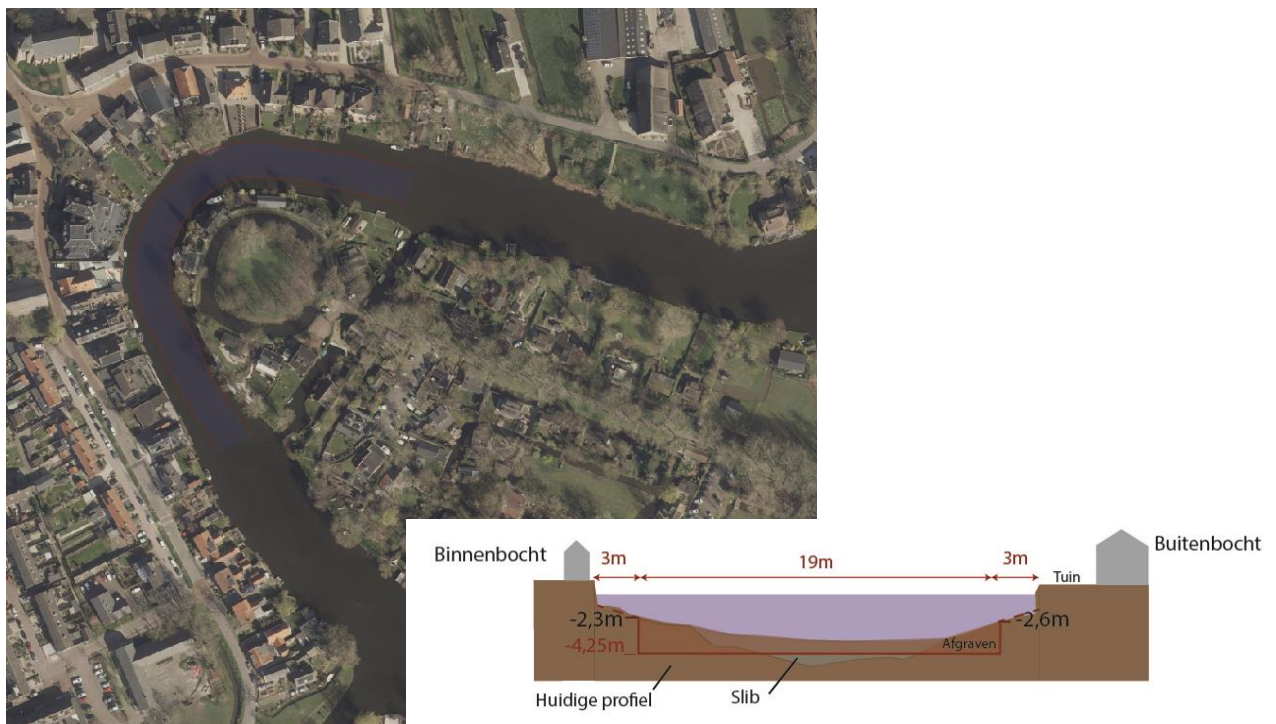 Binnenbocht
3m
19m
3m
Buitenbocht
Tuin
-2,3m
-2,6m
-4,25m
Afgraven
Huidige profiel
Slib